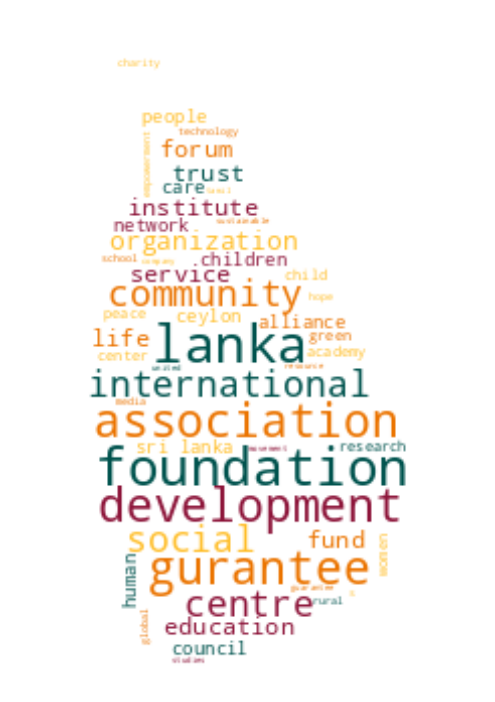 charity
people
technology
empowerment
forum
trust
care tamil
institute
sustainable
network
organization
school company .children
service child
community hope
peace ceylon alliance
life lanka green
center academy
united resource
international
media
association
sri lanka movement research
foundation
development
social fund
women
gurantee
human guarantee
centre rural
global education
council
studies